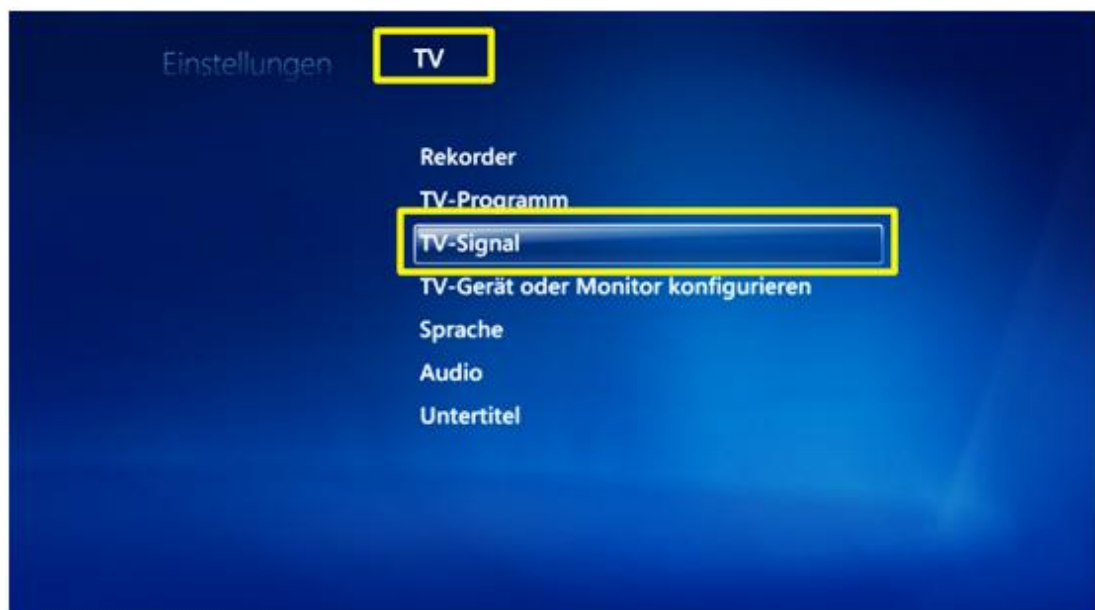 Einstellungen TV
Rekorder
TV-Programm
TV-Signal
TV-Gerät oder Monitor konfigurieren
Sprache
Audio
Untertitel